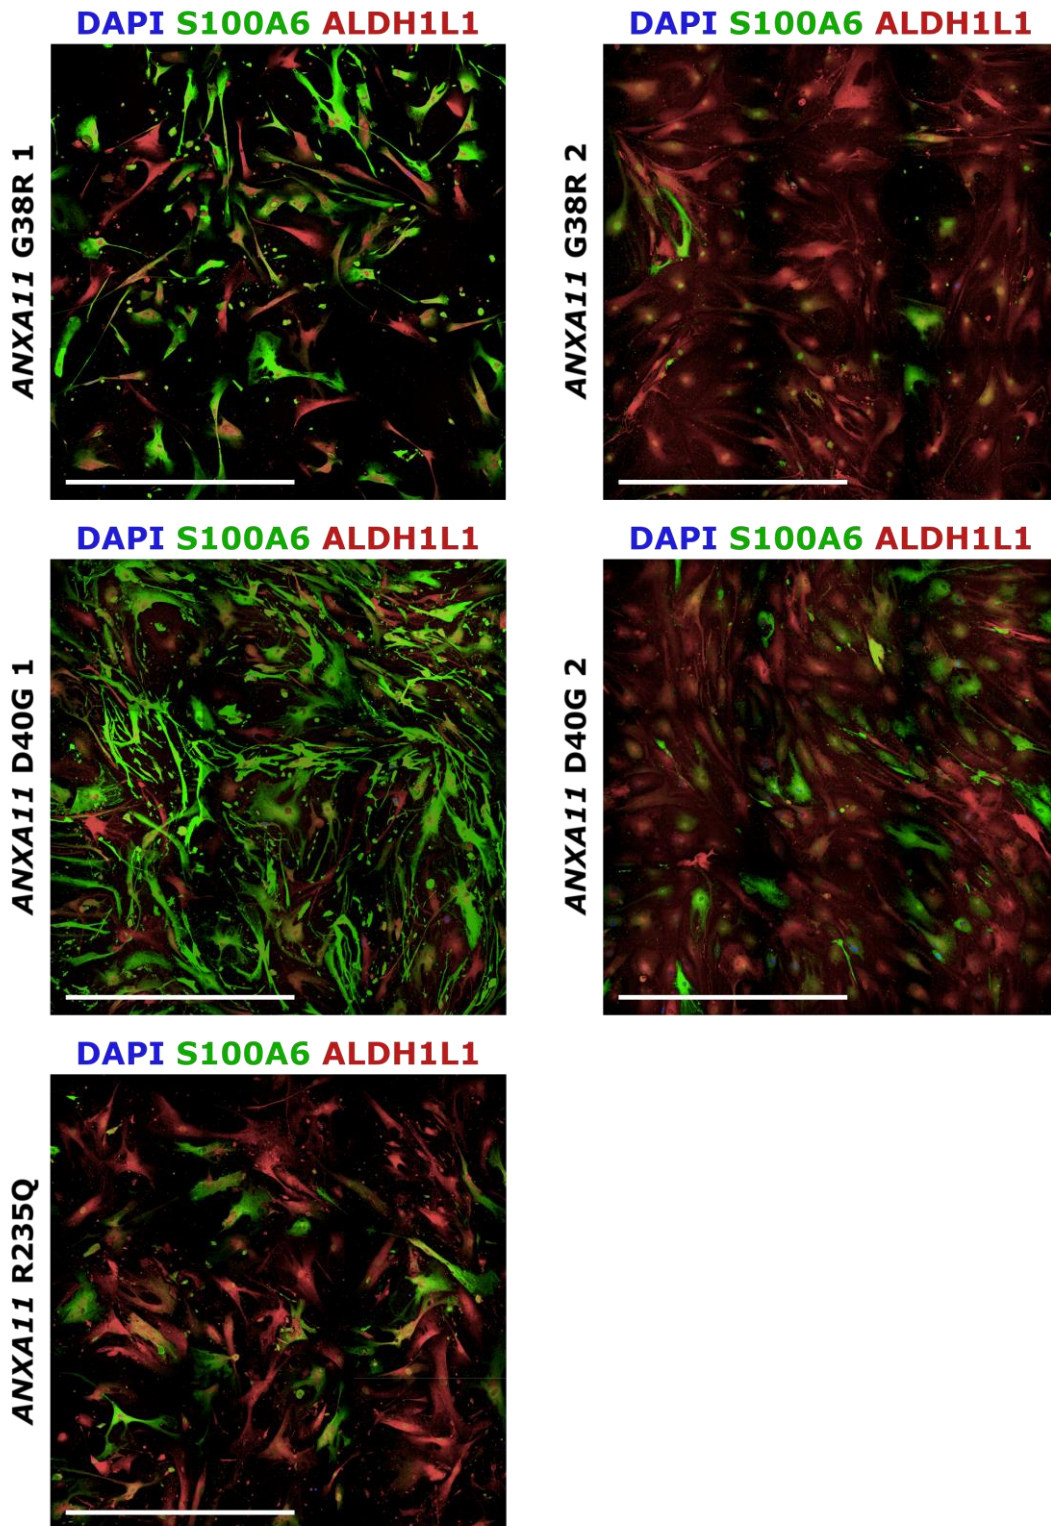 DAPI S100A6 ALDH1L1
DAPI S100A6 ALDH1L1
ANXA11 G38R 1
ANXA11 G38R 2
DAPI S100A6 ALDH1L1
DAPI S100A6 ALDH1L1
ANXA11 D40G 1
ANXA11 D40G 2
DAPI S100A6 ALDH1L1
ANXA11 R235Q